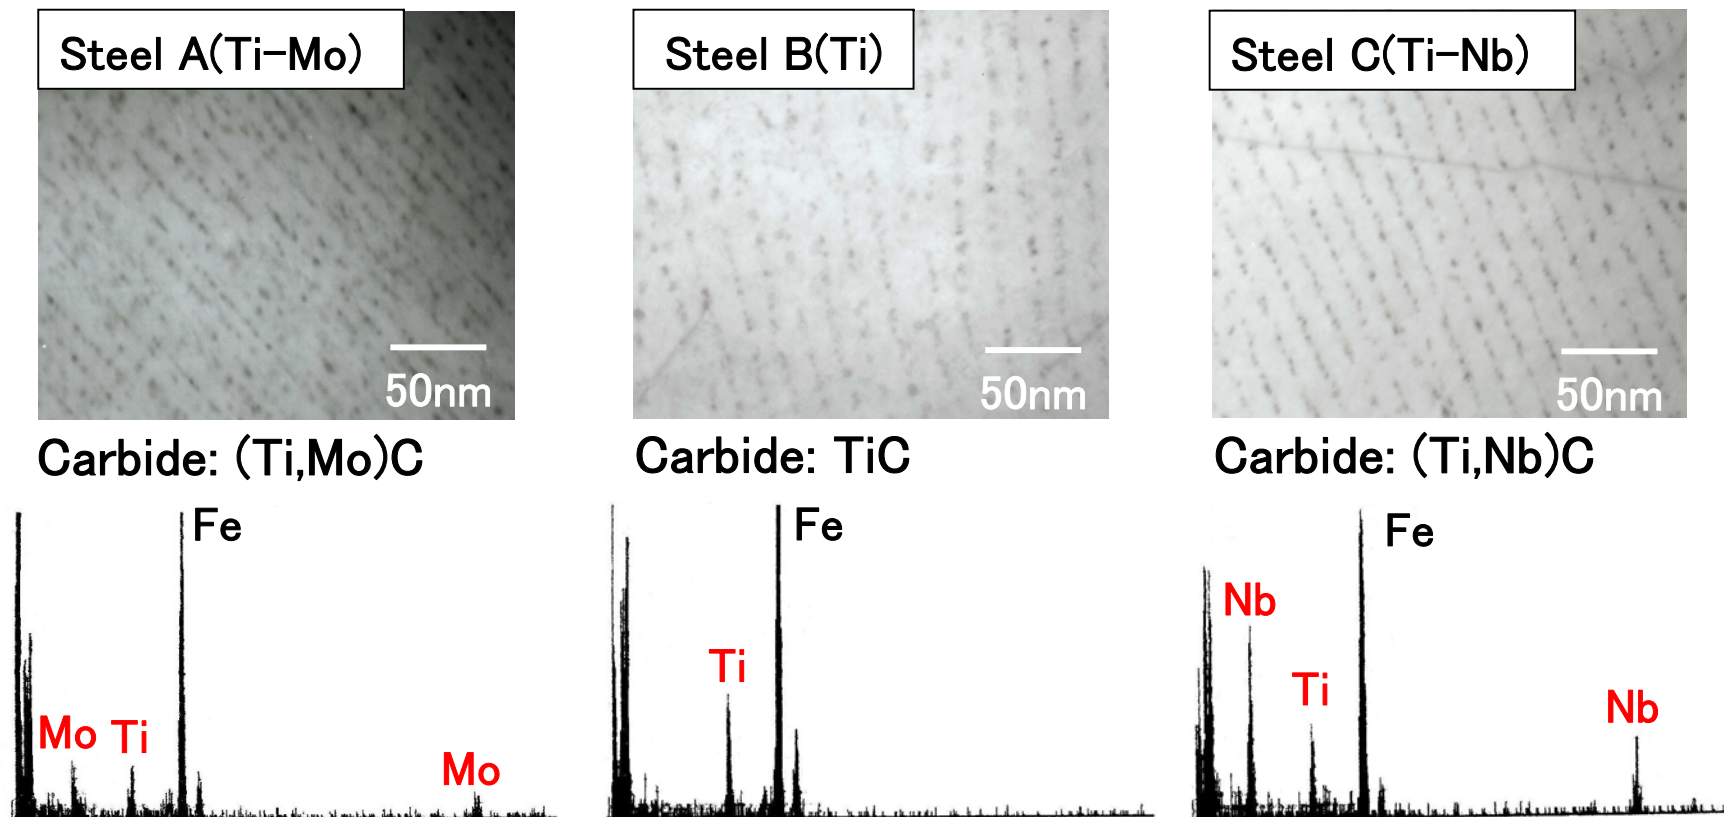 Steel A(Ti-Mo)
50nm
Carbide: (Ti,Mo)C
Fe
Mo
Ti
Mo
Steel B(Ti)
50nm
Carbide: TiC
Fe
Ti
Steel C(Ti-Nb)
50nm
Carbide: (Ti,Nb)C
Fe
Nb
Ti
Nb